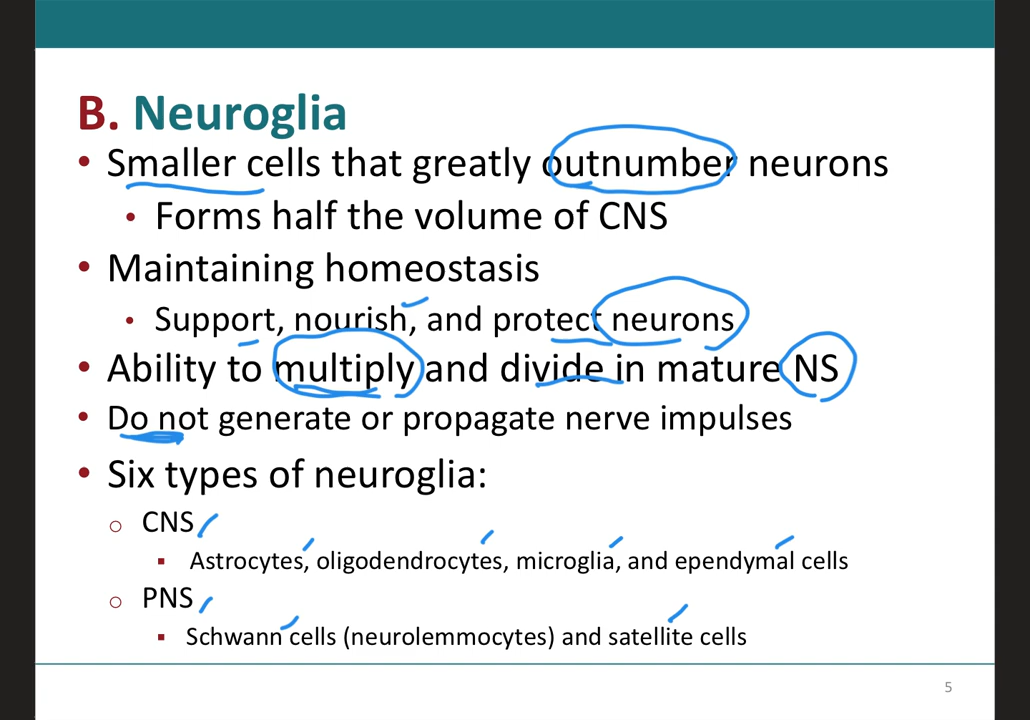 B. Neuroglia
• Smaller cells that greatly outnumber neurons
• Forms half the volume of CNS
• Maintaining homeostasis
• Support, nourish, and protect neurons
• Ability to multiply and divide in mature NS
• Do not generate or propagate nerve impulses
• Six types of neuroglia:
○ CNS
▪ Astrocytes, oligodendrocytes, microglia, and ependymal cells
○ PNS
▪ Schwann cells (neurolemmocytes) and satellite cells
5